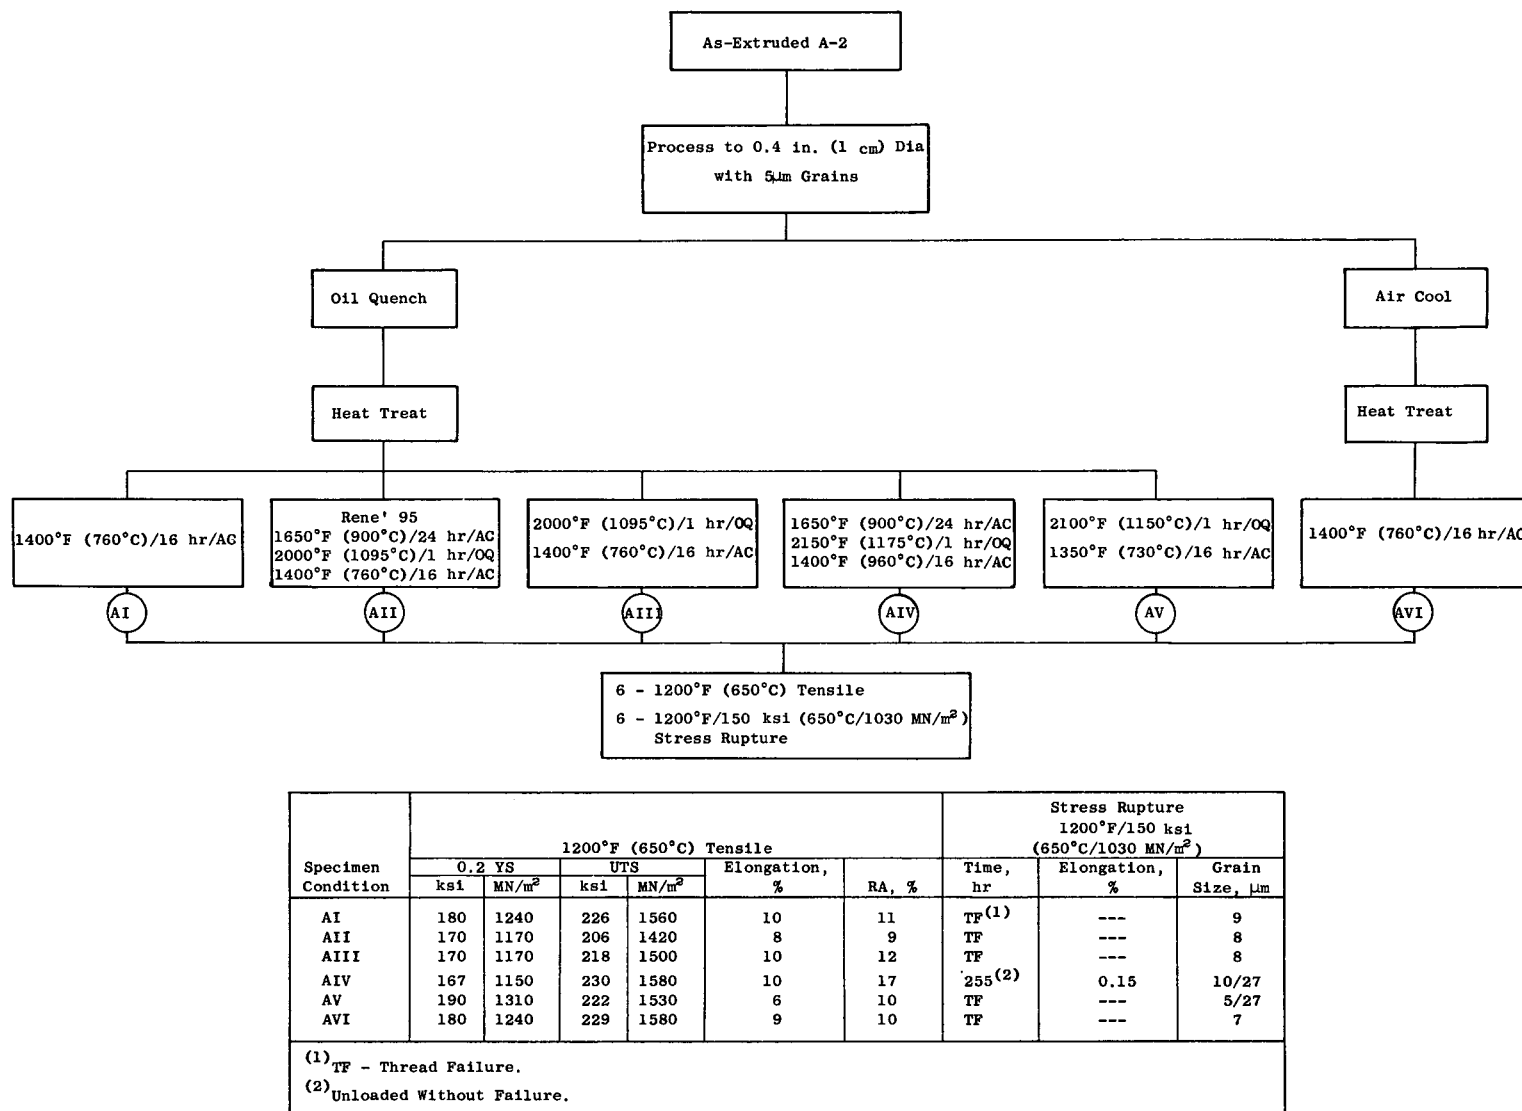 As-Extruded A-2
Process to 0.4 in. (1 cm) Dia
with 5µm Grains
Oil Quench
Air Cool
Heat Treat
Heat Treat
1400°F (760°C)/16 hr/AC
Rene' 95
1650°F (900°C)/24 hr/AC
2000°F (1095°C)/1 hr/OQ
1400°F (760°C)/16 hr/AC
2000°F (1095°C)/1 hr/OQ
1400°F (760°C)/16 hr/AC
1650°F (900°C)/24 hr/AC
2150°F (1175°C)/1 hr/OQ
1400°F (960°C)/16 hr/AC
2100°F (1150°C)/1 hr/OQ
1350°F (730°C)/16 hr/AC
1400°F (760°C)/16 hr/AC
AI AII AIII AIV AV AVI
6 - 1200°F (650°C) Tensile
6 - 1200°F/150 ksi (650°C/1030 MN/m²)
Stress Rupture
Stress Rupture
1200°F/150 ksi
1200°F (650°C) Tensile (650°C/1030 MN/m²)
Specimen 0.2 YS UTS Elongation, Time, Elongation, Grain
Condition ksi MN/m² ksi MN/m² % RA, % hr % Size, µm
AI 180 1240 226 1560 10 11 TF(1) --- 9
AII 170 1170 206 1420 8 9 TF --- 8
AIII 170 1170 218 1500 10 12 TF --- 8
AIV 167 1150 230 1580 10 17 255(2) 0.15 10/27
AV 190 1310 222 1530 6 10 TF --- 5/27
AVI 180 1240 229 1580 9 10 TF --- 7
(1)TF - Thread Failure.
(2)Unloaded Without Failure.